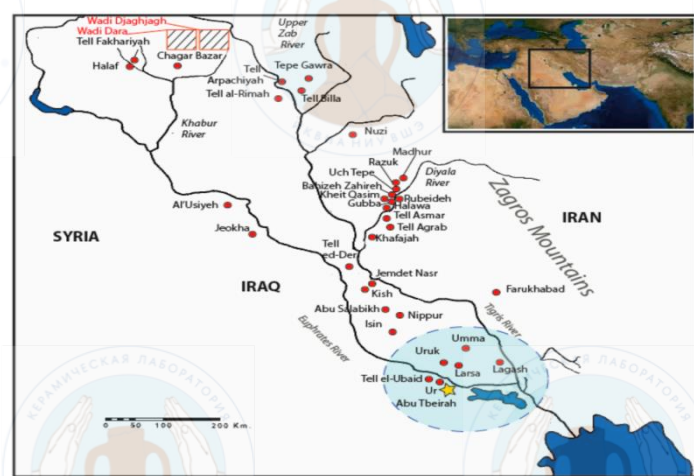 Wadi Djaghjagh
Wadi Dara
Tell Fakhariyah
Halaf
Chagar Bazar
Upper
Zab
River
Tell
Arpachiyah
Tepe Gawra
Tell al-Rimah
Tell Billa
Khabur
River
Nuzi
Madhur
Razuk
Uch Tepe
Diyala
River
Bahizeh Zahireh
Kheit Qasim
Rubeideh
Gubba
Halawa
Tell Asmar
Tell Agrab
Khafajah
Zagros Mountains
IRAN
Al'Usiyeh
Jeokha
SYRIA
IRAQ
Tell
ed-Der
Jemdet Nasr
Kish
Farukhabad
Abu Salabikh
Nippur
Isin
Tigris River
Euphrates River
Umma
Uruk
Larsa
Lagash
Tell el-Ubaid
Ur
Abu Tbeirah
0 50 100 200 Km.
КЕРАМИЧЕСКАЯ ЛАБОРАТОРИЯ
ИКВИА НИУ ВШЭ